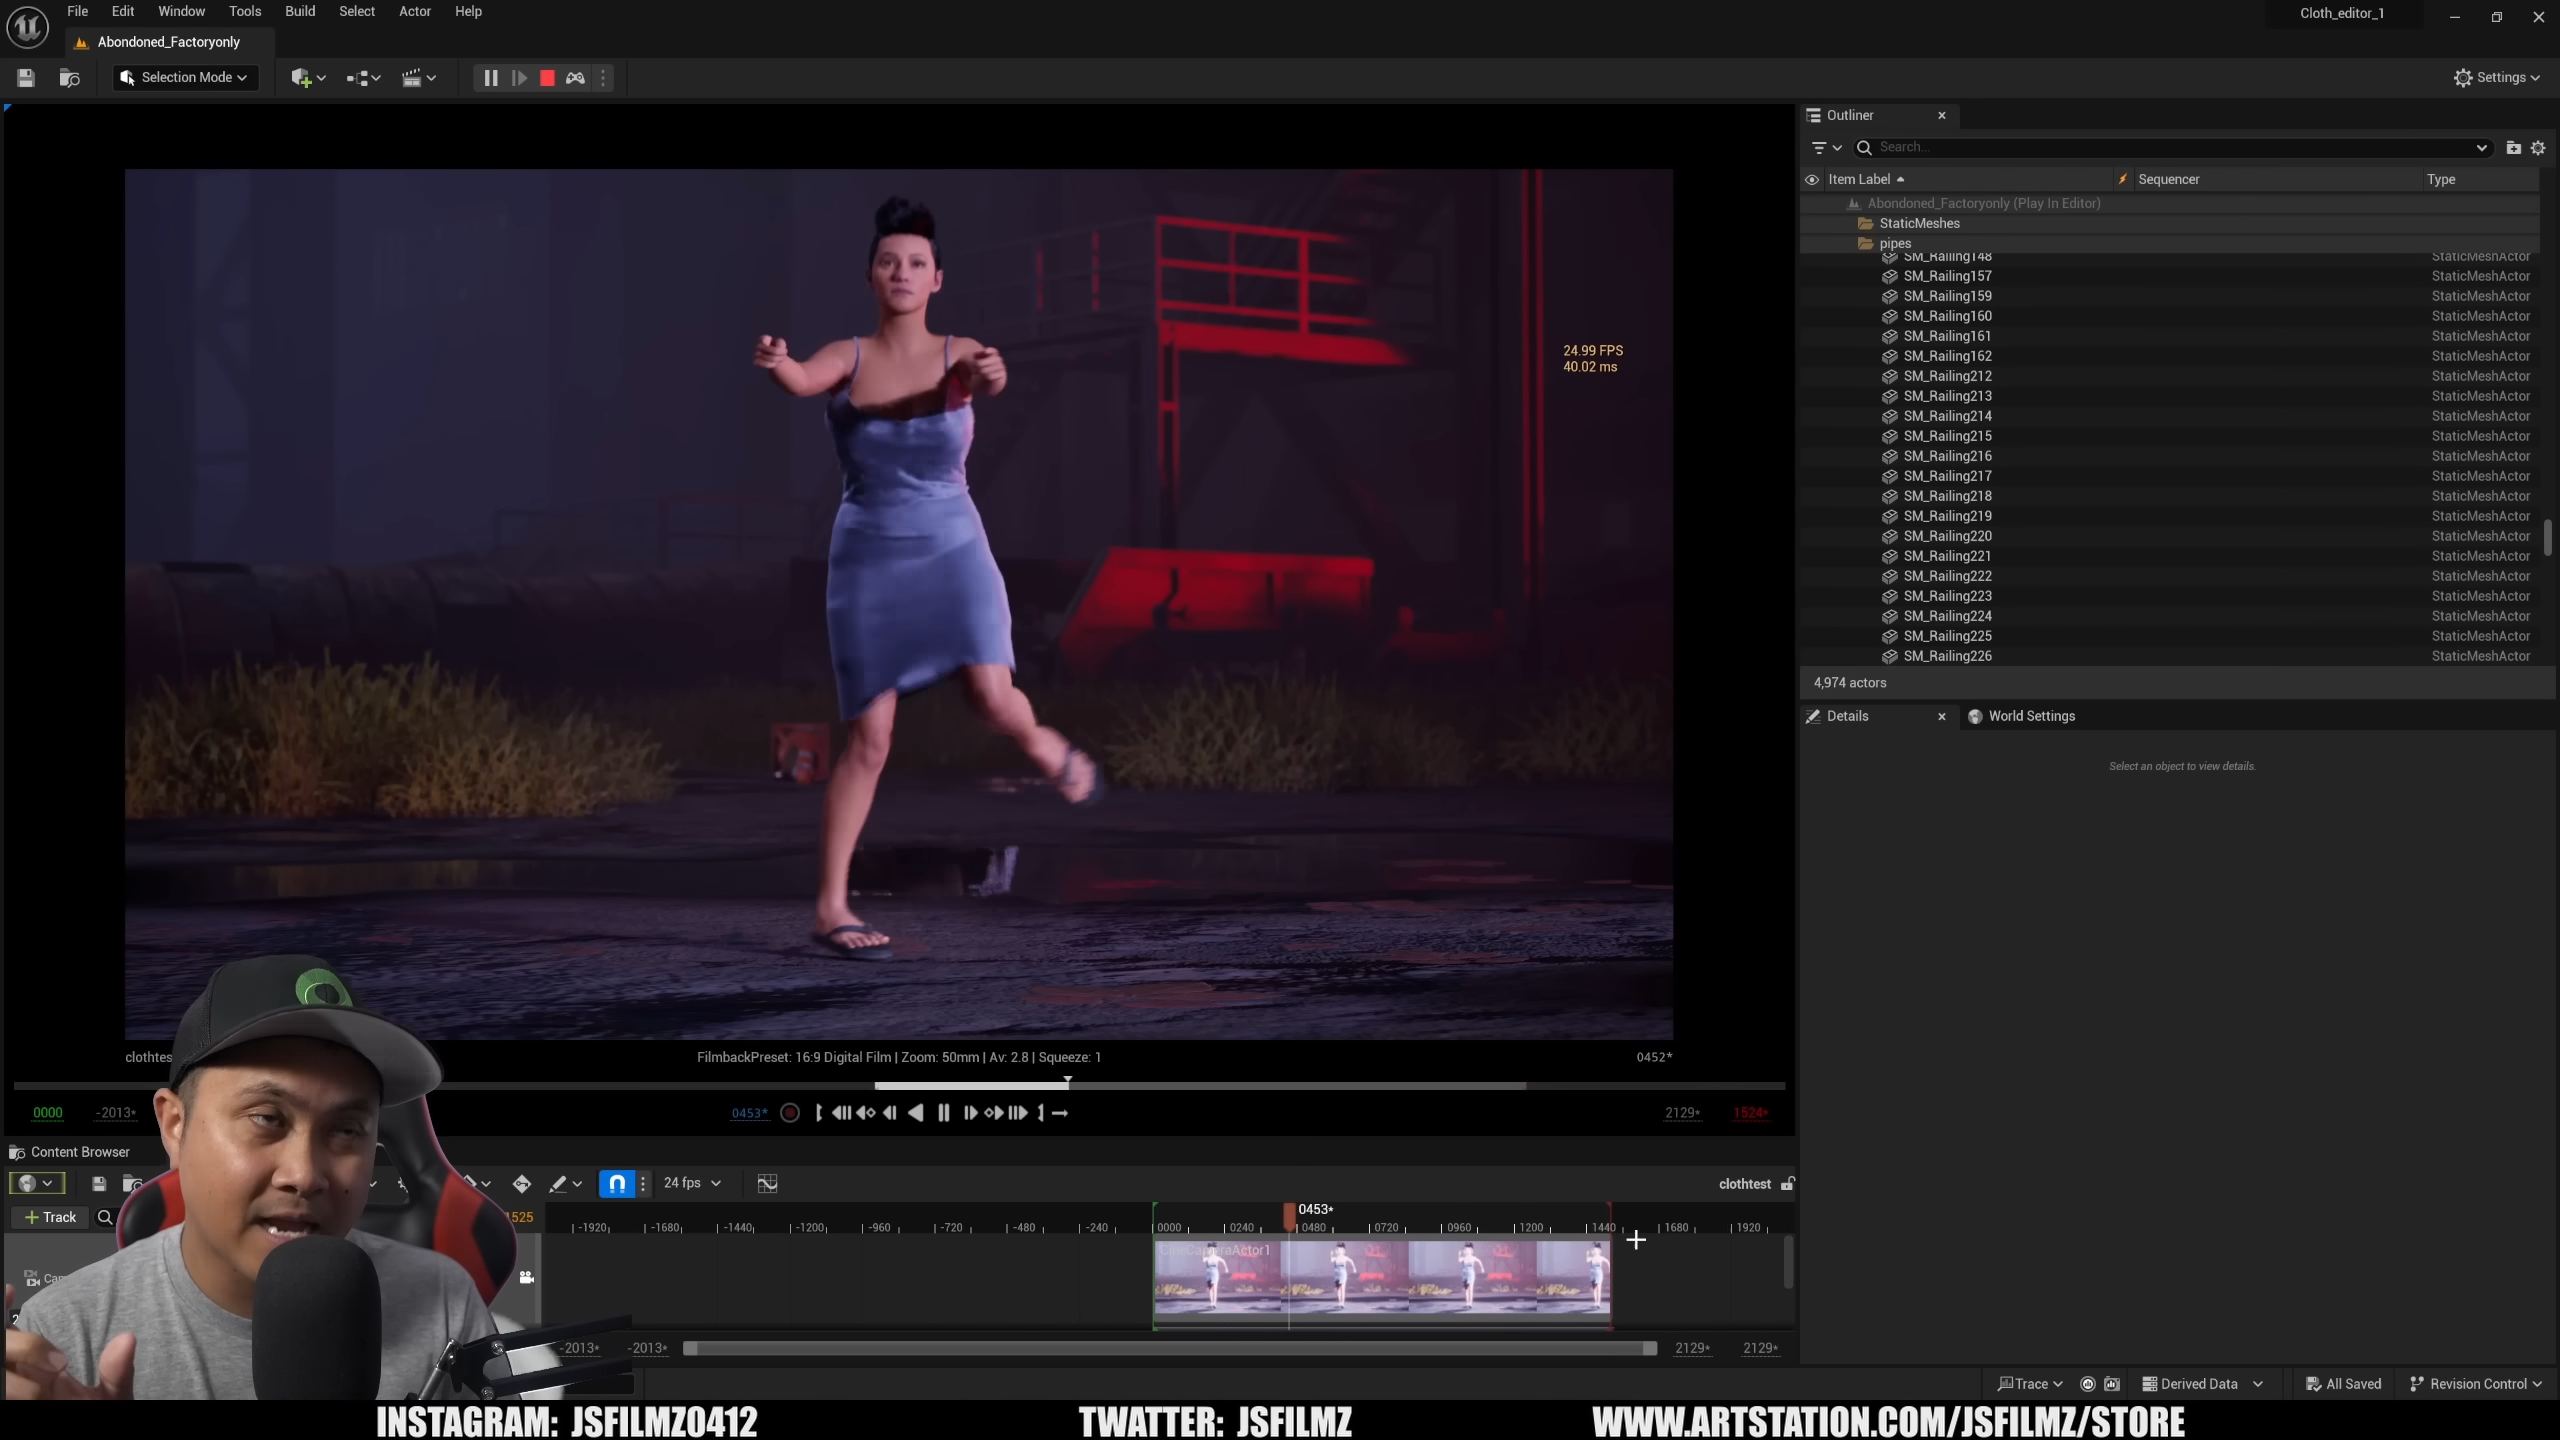 File Edit Window Tools Build Select Actor Help
Cloth_editor_1
Abondoned_Factoryonly
Selection Mode
Settings
Outliner
Search...
Item Label
Sequencer
Type
Abondoned_Factoryonly (Play In Editor)
StaticMeshes
pipes
SM_Railing148 StaticMeshActor
SM_Railing157 StaticMeshActor
SM_Railing159 StaticMeshActor
SM_Railing160 StaticMeshActor
SM_Railing161 StaticMeshActor
SM_Railing162 StaticMeshActor
SM_Railing212 StaticMeshActor
SM_Railing213 StaticMeshActor
SM_Railing214 StaticMeshActor
SM_Railing215 StaticMeshActor
SM_Railing216 StaticMeshActor
SM_Railing217 StaticMeshActor
SM_Railing218 StaticMeshActor
SM_Railing219 StaticMeshActor
SM_Railing220 StaticMeshActor
SM_Railing221 StaticMeshActor
SM_Railing222 StaticMeshActor
SM_Railing223 StaticMeshActor
SM_Railing224 StaticMeshActor
SM_Railing225 StaticMeshActor
SM_Railing226 StaticMeshActor
4,974 actors
Details
World Settings
Select an object to view details.
24.99 FPS
40.02 ms
clothtes
FilmbackPreset: 16:9 Digital Film | Zoom: 50mm | Av: 2.8 | Squeeze: 1
0452*
0000 -2013* 0453* 2129* 1524*
Content Browser
24 fps
clothtest
Track
1525
0453*
-1920 -1680 -1440 -1200 -960 -720 -480 -240 0000 0240 0480 0720 0960 1200 1440 1680 1920
CineCameraActor1
Cam
-2013* -2013* 2129* 2129*
Trace
Derived Data
All Saved
Revision Control
INSTAGRAM: JSFILMZ0412 TWATTER: JSFILMZ WWW.ARTSTATION.COM/JSFILMZ/STORE